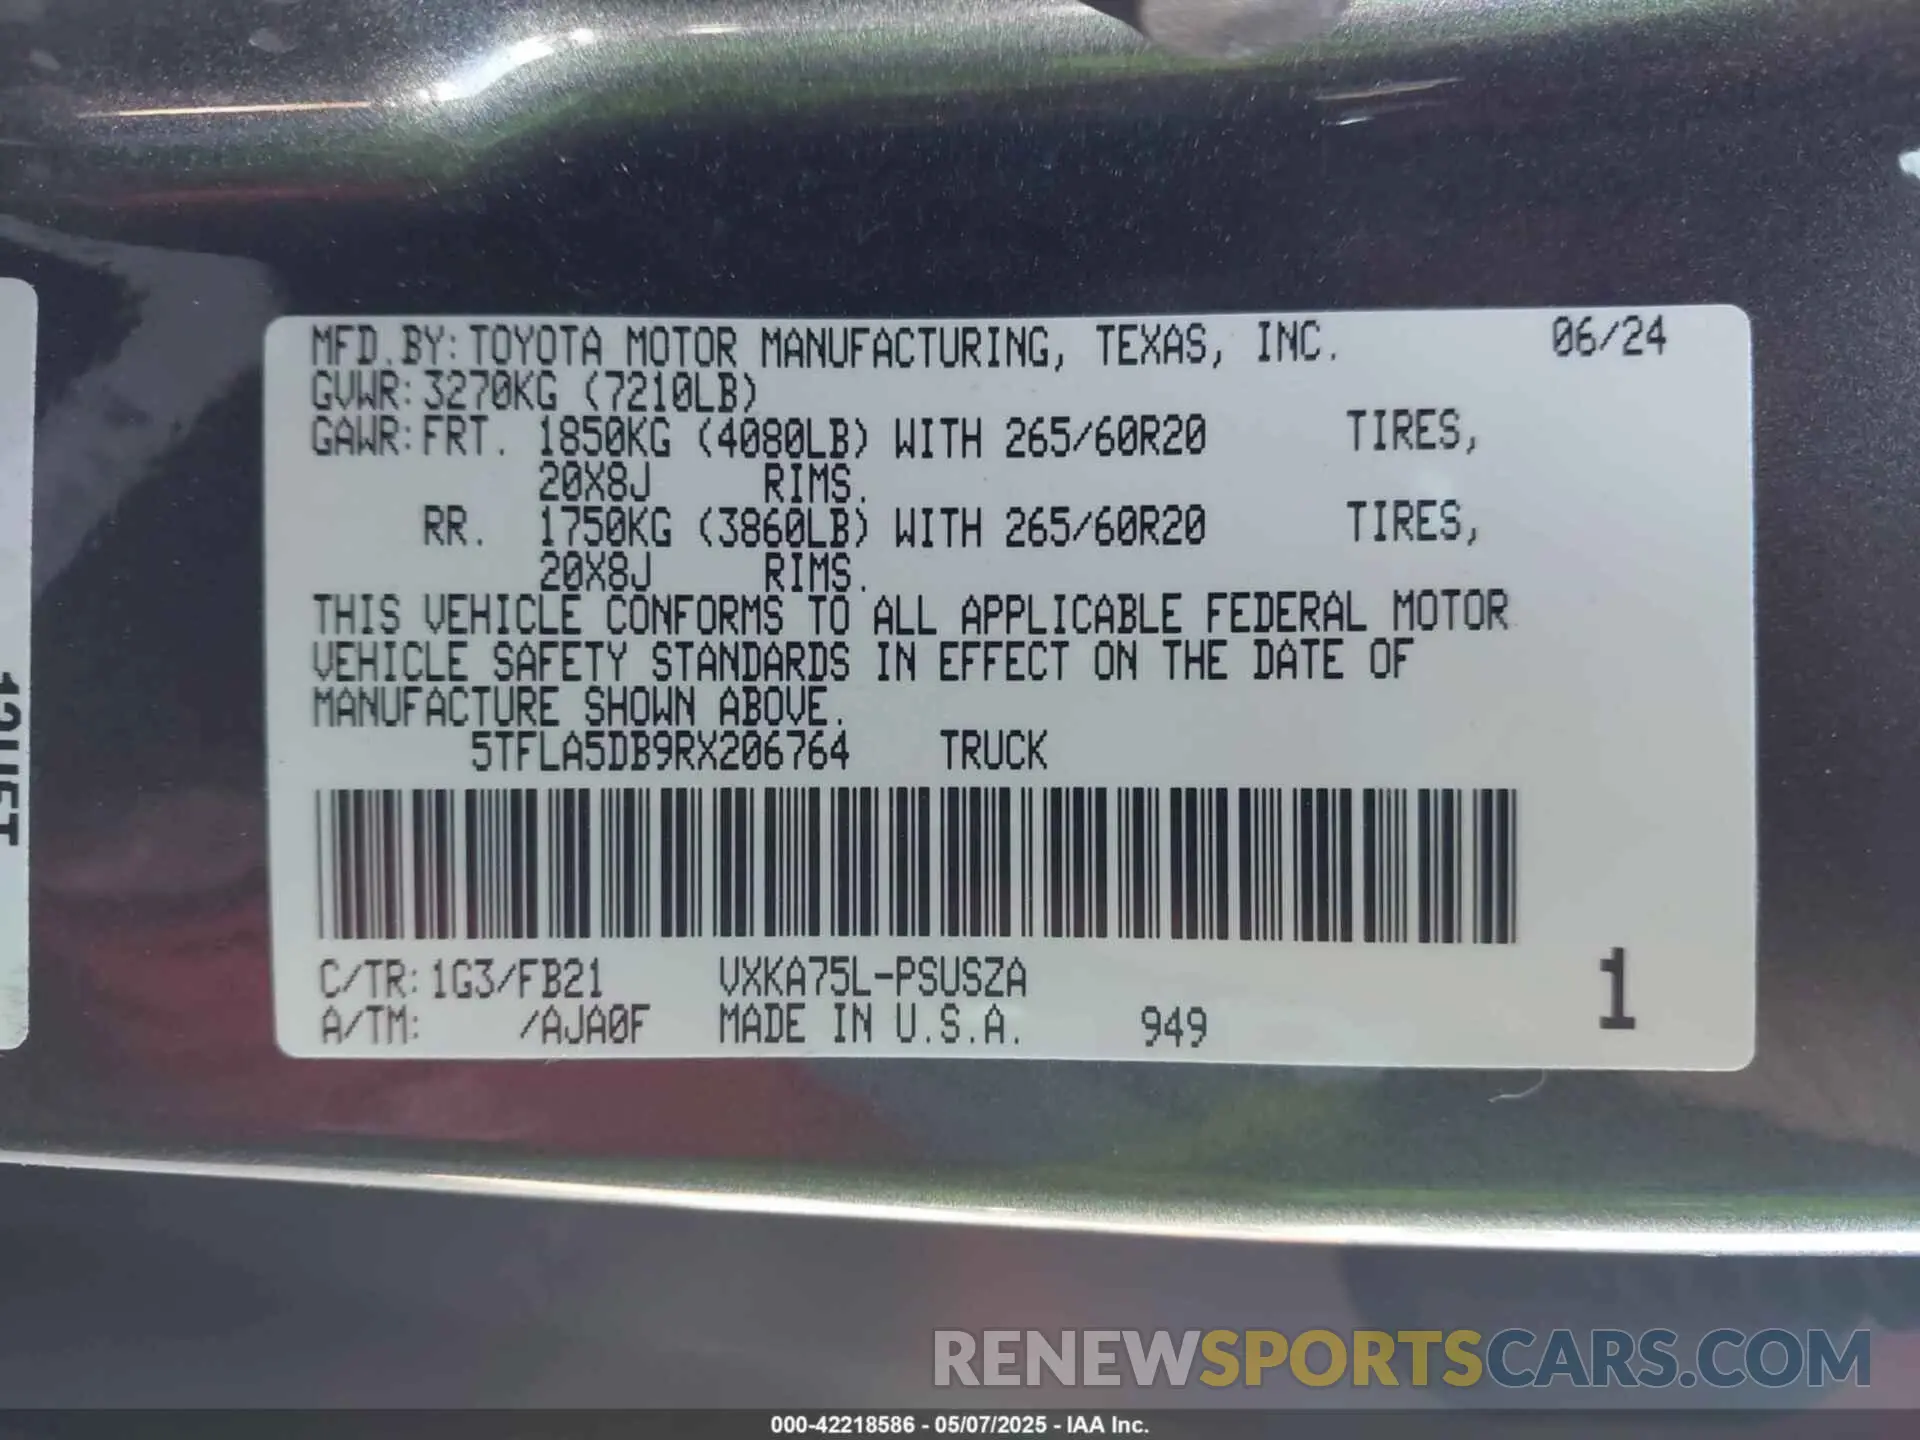 MFD.BY:TOYOTA MOTOR MANUFACTURING, TEXAS, INC. 06/24
GVWR:3270KG (7210LB)
GAWR:FRT. 1850KG (4080LB) WITH 265/60R20 TIRES,
20X8J RIMS.
RR. 1750KG (3860LB) WITH 265/60R20 TIRES,
20X8J RIMS.
THIS VEHICLE CONFORMS TO ALL APPLICABLE FEDERAL MOTOR
VEHICLE SAFETY STANDARDS IN EFFECT ON THE DATE OF
MANUFACTURE SHOWN ABOVE.
5TFLA5DB9RX206764 TRUCK
C/TR:1G3/FB21 VXKA75L-PSUSZA
A/TM: /AJA0F MADE IN U.S.A. 949 1
RENEWSPORTSCARS.COM
000-42218586 - 05/07/2025 - IAA Inc.